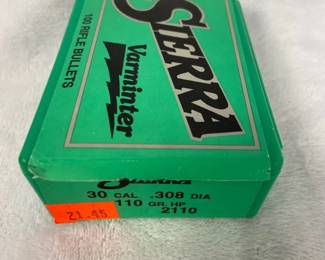 SIERRA
Varminter
100 RIFLE BULLETS
Sierra
30 CAL .308 DIA
110 GR. HP
2110
21.45